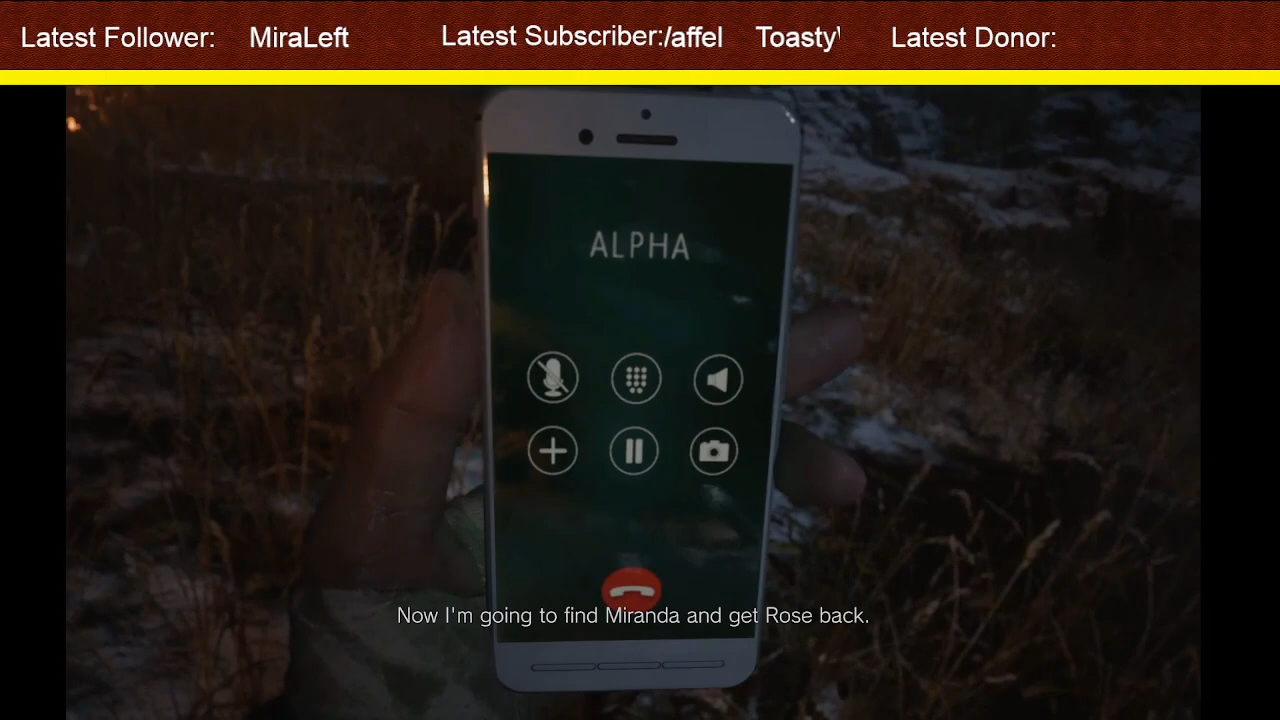 Latest Follower: MiraLeft Latest Subscriber: /affel Toasty Latest Donor:
ALPHA
Now I'm going to find Miranda and get Rose back.